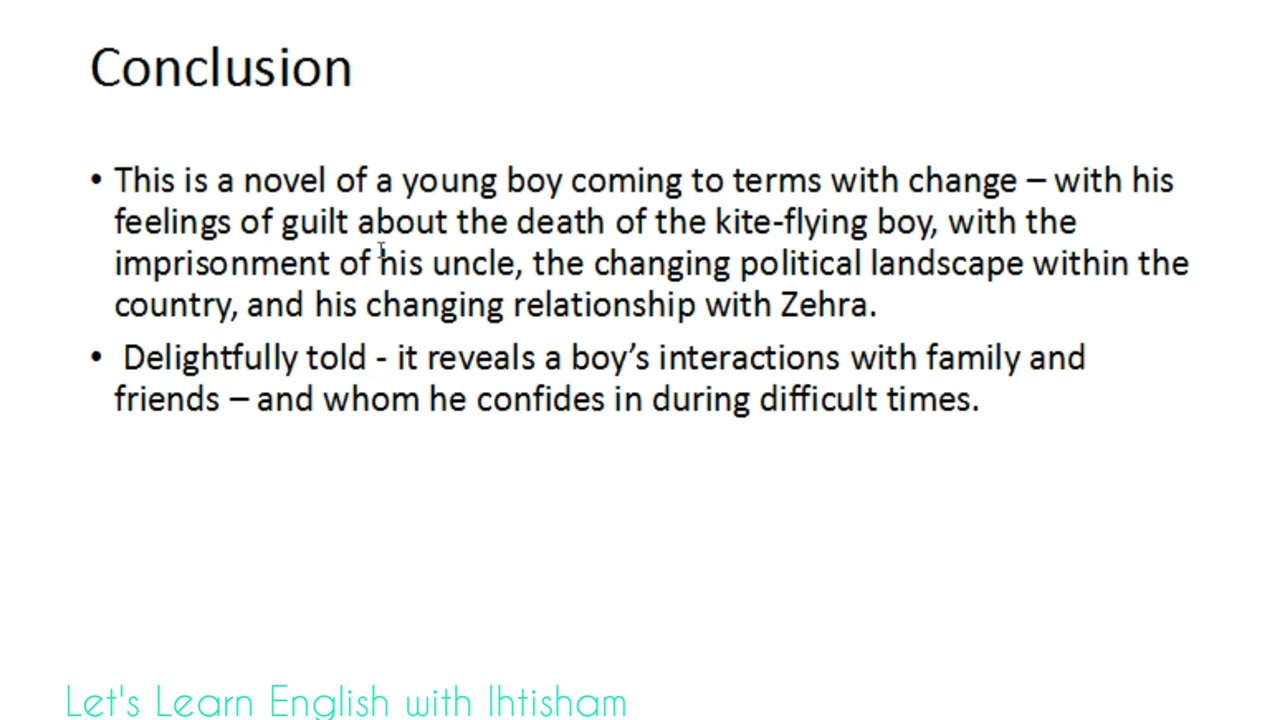 Conclusion
• This is a novel of a young boy coming to terms with change – with his
feelings of guilt about the death of the kite-flying boy, with the
imprisonment of his uncle, the changing political landscape within the
country, and his changing relationship with Zehra.
• Delightfully told - it reveals a boy’s interactions with family and
friends – and whom he confides in during difficult times.
Let's Learn English with Ihtisham